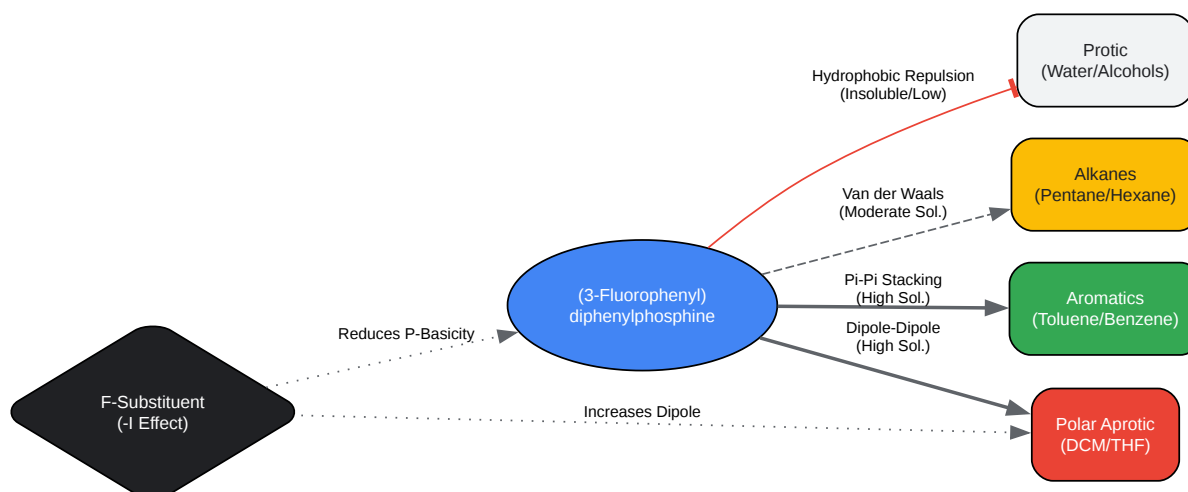 Protic
(Water/Alcohols)
Hydrophobic Repulsion
(Insoluble/Low)
Alkanes
(Pentane/Hexane)
Van der Waals
(Moderate Sol.)
(3-Fluorophenyl)
diphenylphosphine
Pi-Pi Stacking
(High Sol.)
Aromatics
(Toluene/Benzene)
Dipole-Dipole
(High Sol.)
Reduces P-Basicity
F-Substituent
(-I Effect)
Increases Dipole
Polar Aprotic
(DCM/THF)